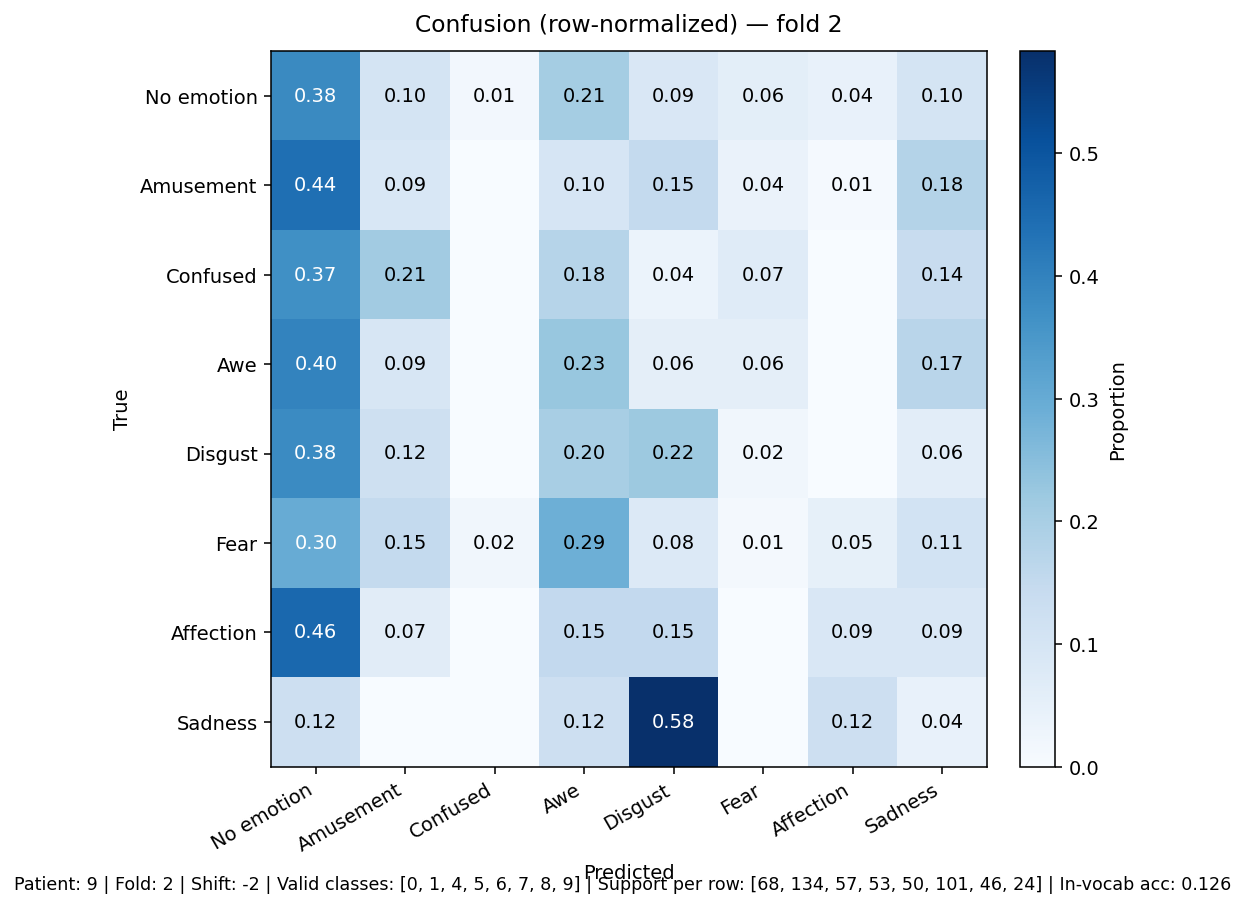 Confusion (row-normalized) — fold 2
No emotion 0.38 0.10 0.01 0.21 0.09 0.06 0.04 0.10
Amusement 0.44 0.09 0.10 0.15 0.04 0.01 0.18
Confused 0.37 0.21 0.18 0.04 0.07 0.14
Awe 0.40 0.09 0.23 0.06 0.06 0.17
Disgust 0.38 0.12 0.20 0.22 0.02 0.06
Fear 0.30 0.15 0.02 0.29 0.08 0.01 0.05 0.11
Affection 0.46 0.07 0.15 0.15 0.09 0.09
Sadness 0.12 0.12 0.58 0.12 0.04
True
No emotion Amusement Confused Awe Disgust Fear Affection Sadness
Predicted
0.5
0.4
0.3
0.2
0.1
0.0
Proportion
Patient: 9 | Fold: 2 | Shift: -2 | Valid classes: [0, 1, 4, 5, 6, 7, 8, 9] | Support per row: [68, 134, 57, 53, 50, 101, 46, 24] | In-vocab acc: 0.126